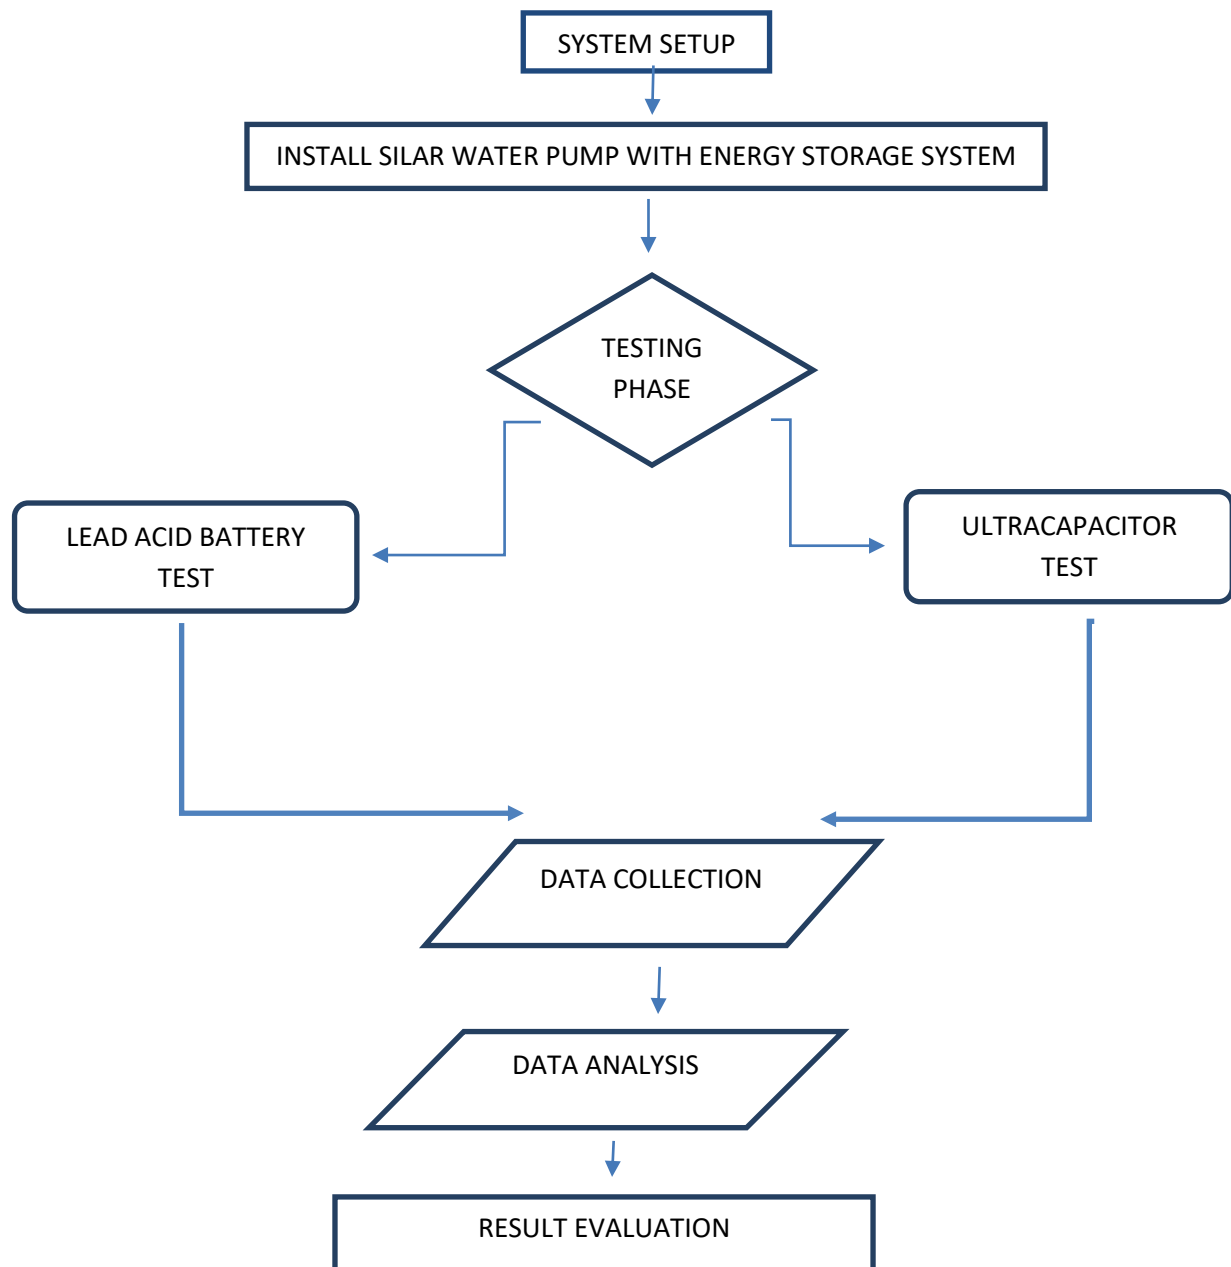 SYSTEM SETUP
INSTALL SILAR WATER PUMP WITH ENERGY STORAGE SYSTEM
TESTING
PHASE
LEAD ACID BATTERY
TEST
ULTRACAPACITOR
TEST
DATA COLLECTION
DATA ANALYSIS
RESULT EVALUATION